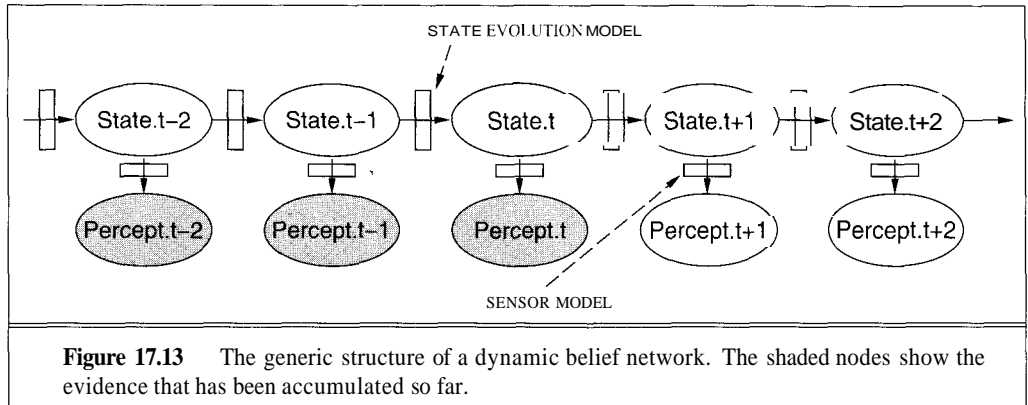 STATE EVOLUTION MODEL
State.t–2 State.t–1 State.t State.t+1 State.t+2
Percept.t–2 Percept.t–1 Percept.t Percept.t+1 Percept.t+2
SENSOR MODEL
Figure 17.13 The generic structure of a dynamic belief network. The shaded nodes show the
evidence that has been accumulated so far.